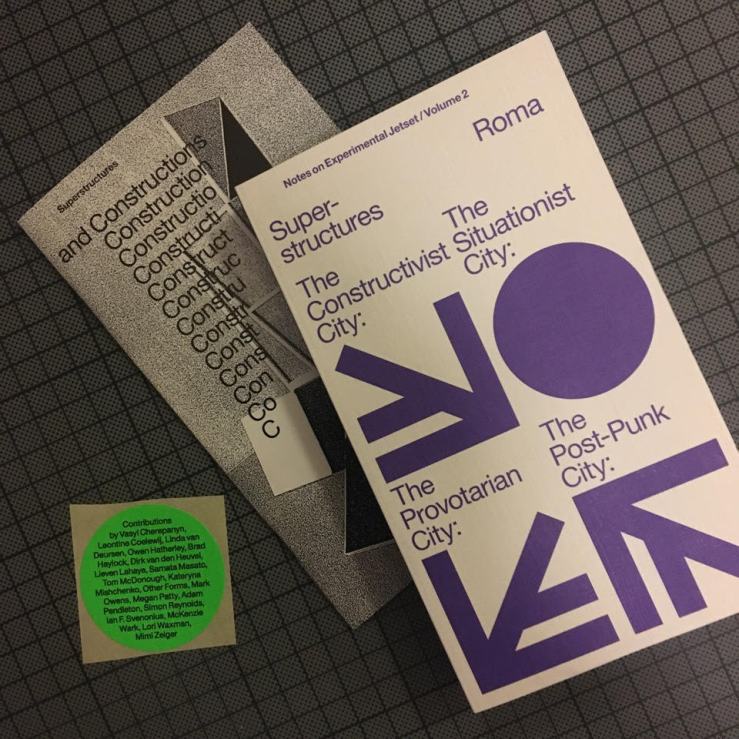 Superstructures
and Constructions
Construction
Constructio
Constructi-
Construct
Construc
Constru
Constr
Const
Cons
Con
Co
C
Notes on Experimental Jetset / Volume 2
Roma
Super-
structures
The
Constructivist
City:
The
Situationist
City:
The
Provotarian
City:
The
Post-Punk
City:
Contributions
by Vasyl Cherepanyn,
Leontine Coelewij, Linda van
Deursen, Owen Hatherley, Brad
Haylock, Dirk van den Heuvel,
Lieven Lahaye, Samata Masato,
Tom McDonough, Kateryna
Mishchenko, Other Forms, Mark
Owens, Megan Patty, Adam
Pendleton, Simon Reynolds,
Ian F. Svenonius, McKenzie
Wark, Lori Waxman,
Mimi Zeiger